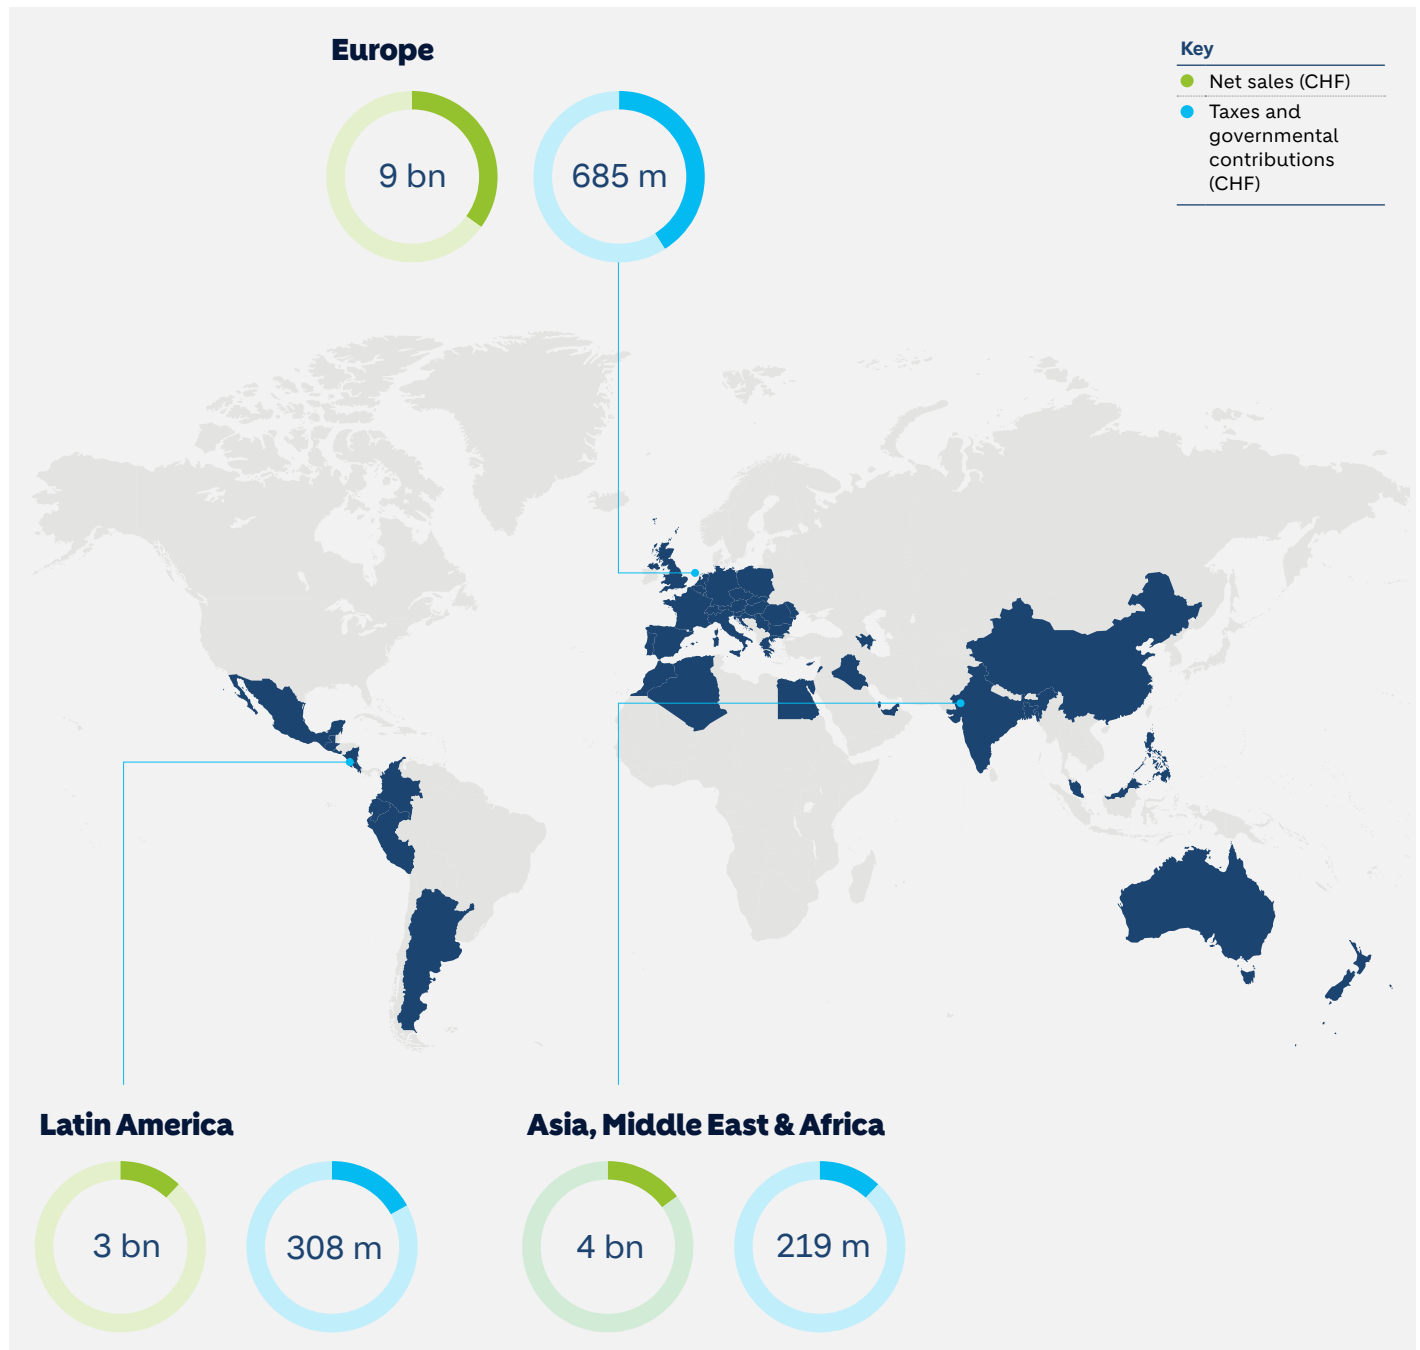 Europe
9 bn
685 m
Key
Net sales (CHF)
Taxes and
governmental
contributions
(CHF)
Latin America
3 bn
308 m
Asia, Middle East & Africa
4 bn
219 m